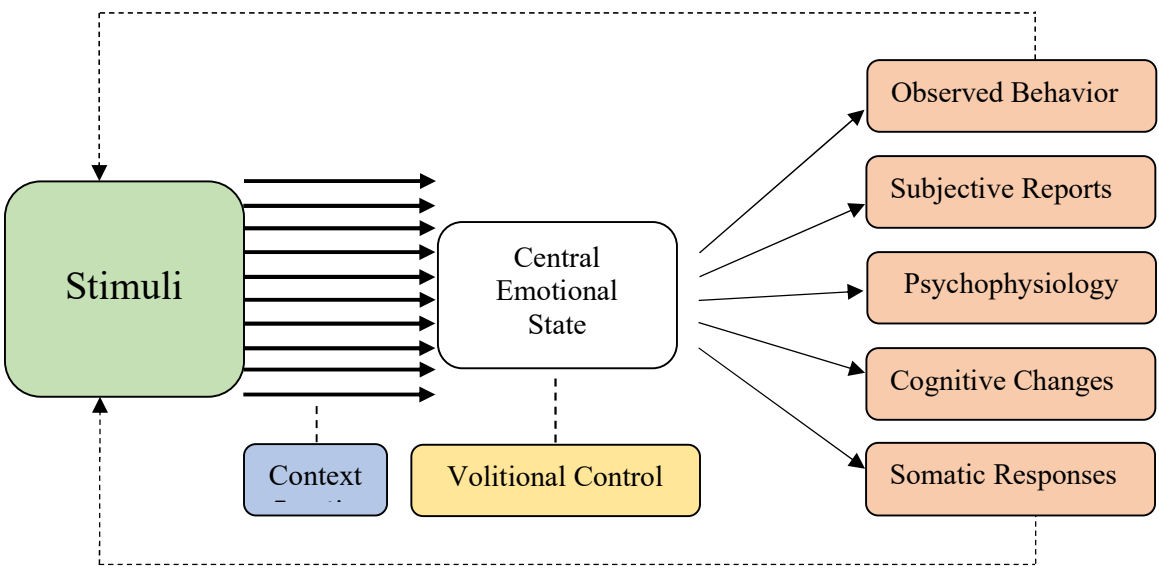 Stimuli
Central
Emotional
State
Context
Volitional Control
Observed Behavior
Subjective Reports
Psychophysiology
Cognitive Changes
Somatic Responses